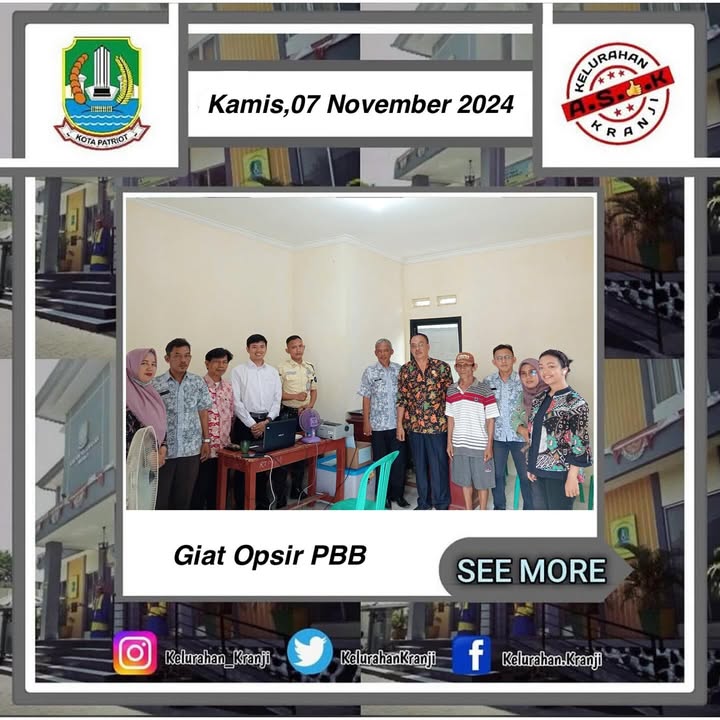 KOTA PATRIOT
Kamis,07 November 2024
KELURAHAN
A.S.I.K
KRANJI
Giat Opsir PBB
SEE MORE
Kelurahan_Kranji
KelurahanKranji
Kelurahan.Kranji